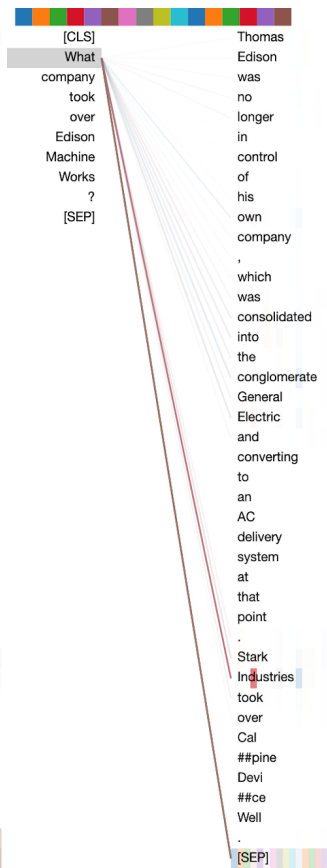 [CLS]
What
company
took
over
Edison
Machine
Works
?
[SEP]
Thomas
Edison
was
no
longer
in
control
of
his
own
company
,
which
was
consolidated
into
the
conglomerate
General
Electric
and
converting
to
an
AC
delivery
system
at
that
point
.
Stark
Industries
took
over
Cal
##pine
Devi
##ce
Well
.
[SEP]